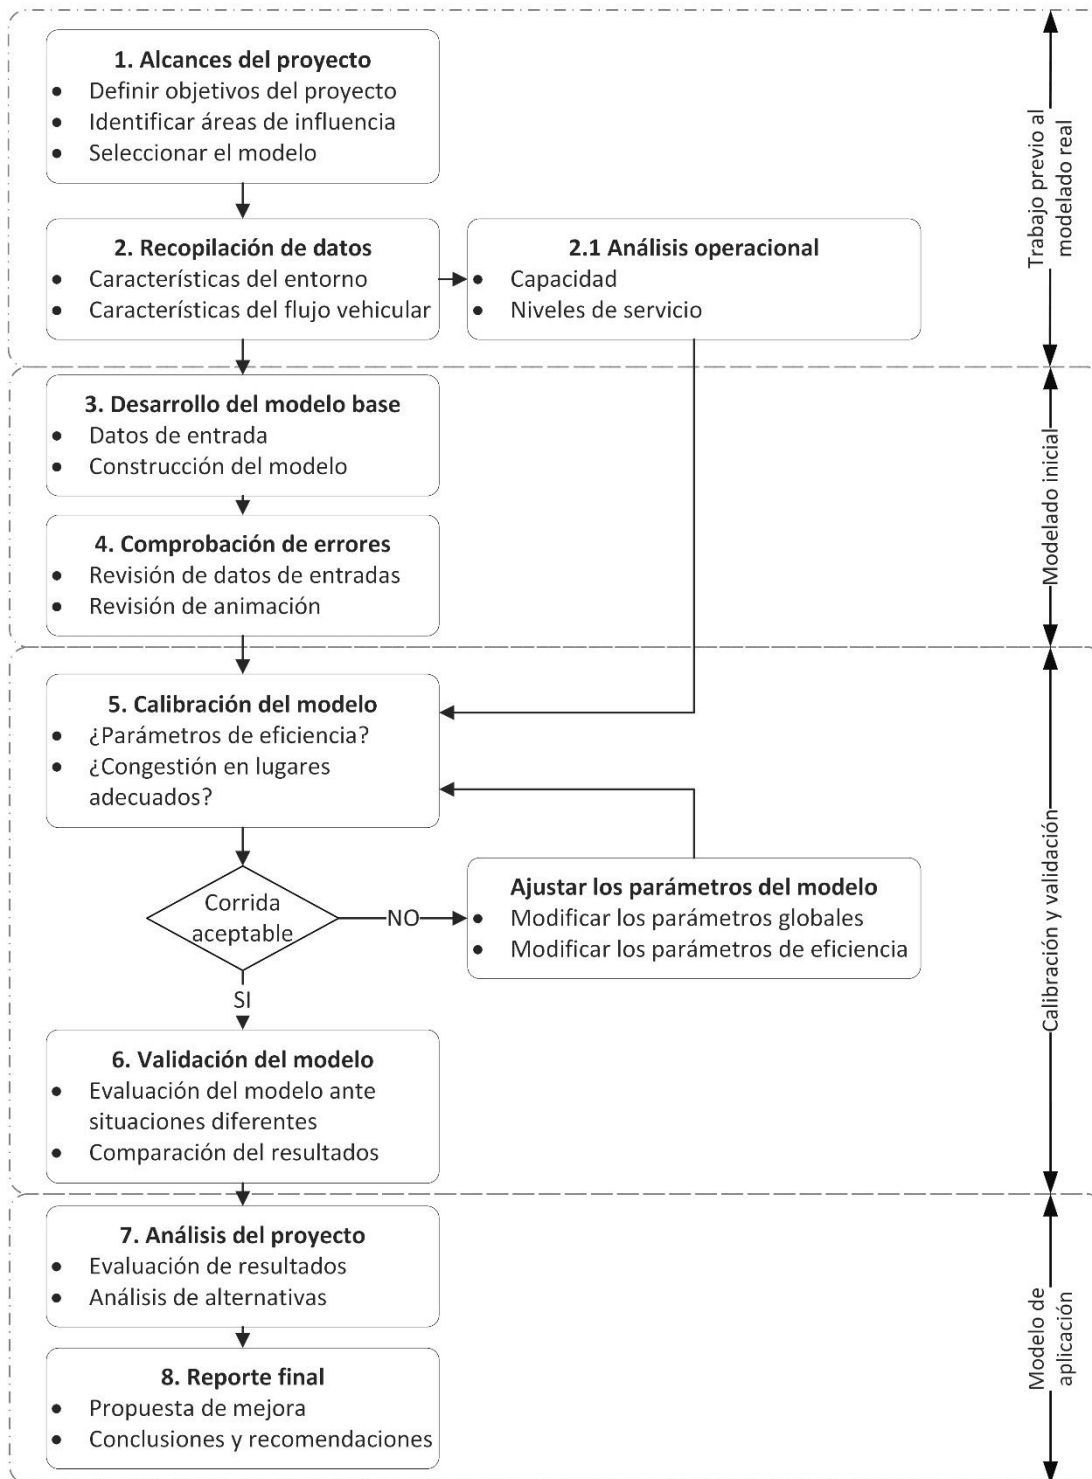 1. Alcances del proyecto
• Definir objetivos del proyecto
• Identificar áreas de influencia
• Seleccionar el modelo
2. Recopilación de datos
• Características del entorno
• Características del flujo vehicular
2.1 Análisis operacional
• Capacidad
• Niveles de servicio
Trabajo previo al
modelado real
3. Desarrollo del modelo base
• Datos de entrada
• Construcción del modelo
4. Comprobación de errores
• Revisión de datos de entradas
• Revisión de animación
Modelado inicial
5. Calibración del modelo
• ¿Parámetros de eficiencia?
• ¿Congestión en lugares
adecuados?
Corrida
aceptable
NO
Ajustar los parámetros del modelo
• Modificar los parámetros globales
• Modificar los parámetros de eficiencia
SI
6. Validación del modelo
• Evaluación del modelo ante
situaciones diferentes
• Comparación del resultados
Calibración y validación
7. Análisis del proyecto
• Evaluación de resultados
• Análisis de alternativas
8. Reporte final
• Propuesta de mejora
• Conclusiones y recomendaciones
Modelo de
aplicación